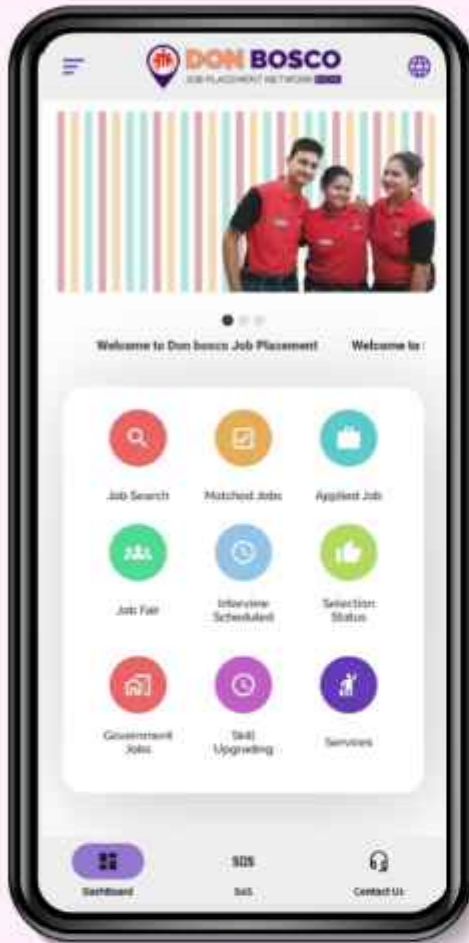 DON BOSCO
JOB PLACEMENT NETWORK
Welcome to Don bosco Job Placement
Welcome to
Job Search
Matched Jobs
Applied Job
Job Fair
Interview
Scheduled
Selection
Status
Government
Jobs
Skill
Upgrading
Services
SOS
Dashboard
SoS
Contact Us